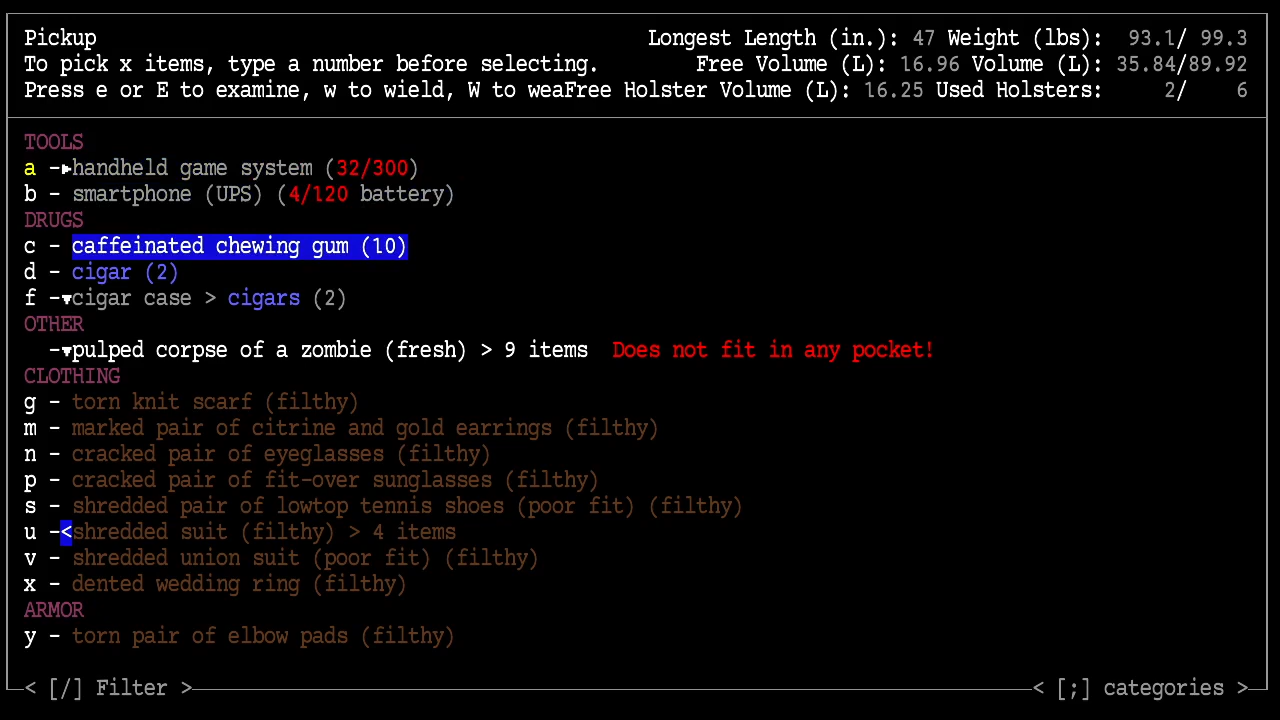 Pickup Longest Length (in.): 47 Weight (lbs): 93.1/ 99.3
To pick x items, type a number before selecting. Free Volume (L): 16.96 Volume (L): 35.84/89.92
Press e or E to examine, w to wield, W to weaFree Holster Volume (L): 16.25 Used Holsters: 2/ 6
TOOLS
a -▸handheld game system (32/300)
b - smartphone (UPS) (4/120 battery)
DRUGS
c - caffeinated chewing gum (10)
d - cigar (2)
f -▾cigar case > cigars (2)
OTHER
-▾pulped corpse of a zombie (fresh) > 9 items Does not fit in any pocket!
CLOTHING
g - torn knit scarf (filthy)
m - marked pair of citrine and gold earrings (filthy)
n - cracked pair of eyeglasses (filthy)
p - cracked pair of fit-over sunglasses (filthy)
s - shredded pair of lowtop tennis shoes (poor fit) (filthy)
u -<shredded suit (filthy) > 4 items
v - shredded union suit (poor fit) (filthy)
x - dented wedding ring (filthy)
ARMOR
y - torn pair of elbow pads (filthy)
< [/] Filter > < [;] categories >